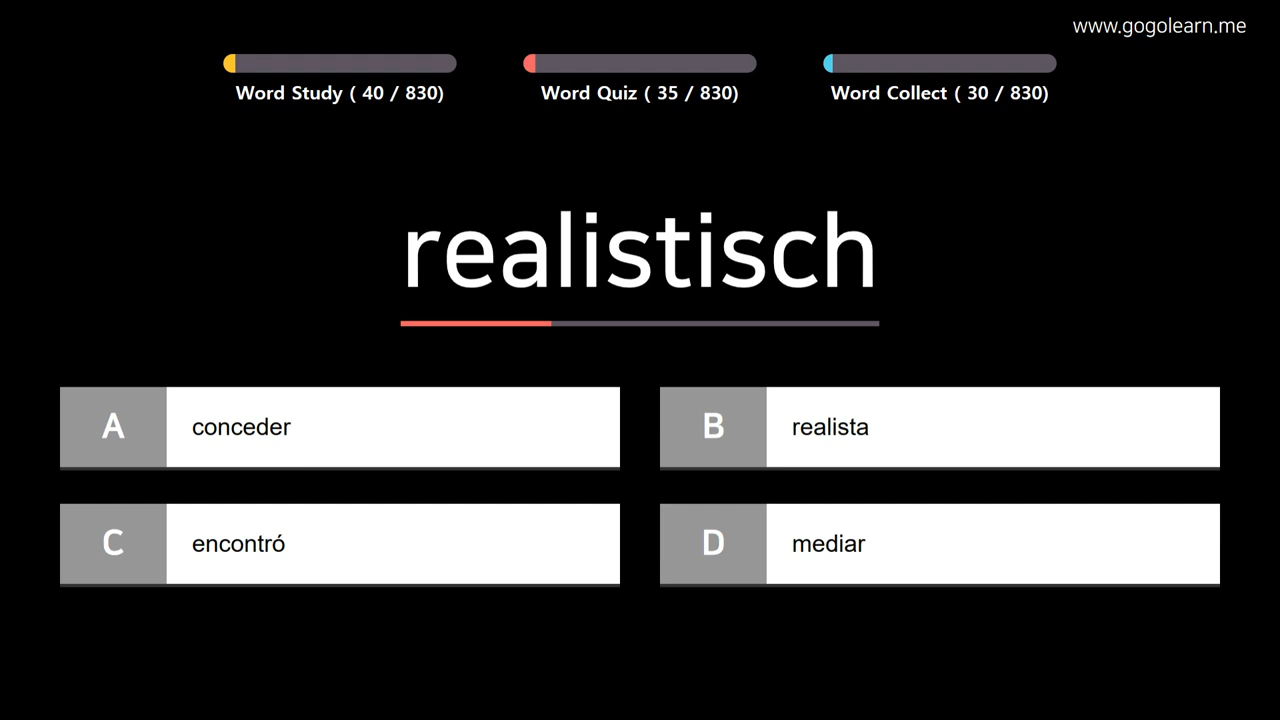 www.gogolearn.me
Word Study ( 40 / 830)
Word Quiz ( 35 / 830)
Word Collect ( 30 / 830)
realistisch
A conceder
B realista
C encontró
D mediar